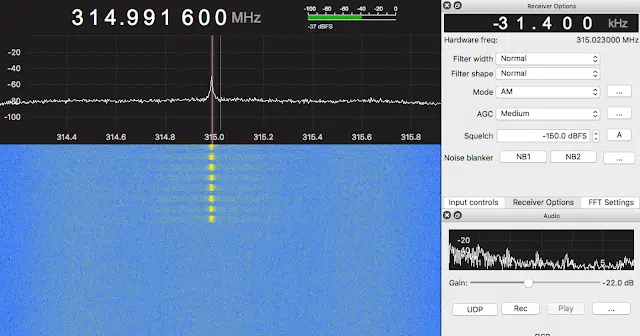 314.991 600 MHz
-100 -80 -60 -40 -20 0
-37 dBFS
-20
-40
-60
-80
-100
314.4 314.6 314.8 315.0 315.2 315.4 315.6 315.8
Receiver Options
-31.400 kHz
Hardware freq: 315.023000 MHz
Filter width Normal
Filter shape Normal
Mode AM ...
AGC Medium ...
Squelch -150.0 dBFS A
Noise blanker NB1 NB2 ...
Input controls Receiver Options FFT Settings
Audio
-20
-40
Gain: -22.0 dB
UDP Rec Play ...